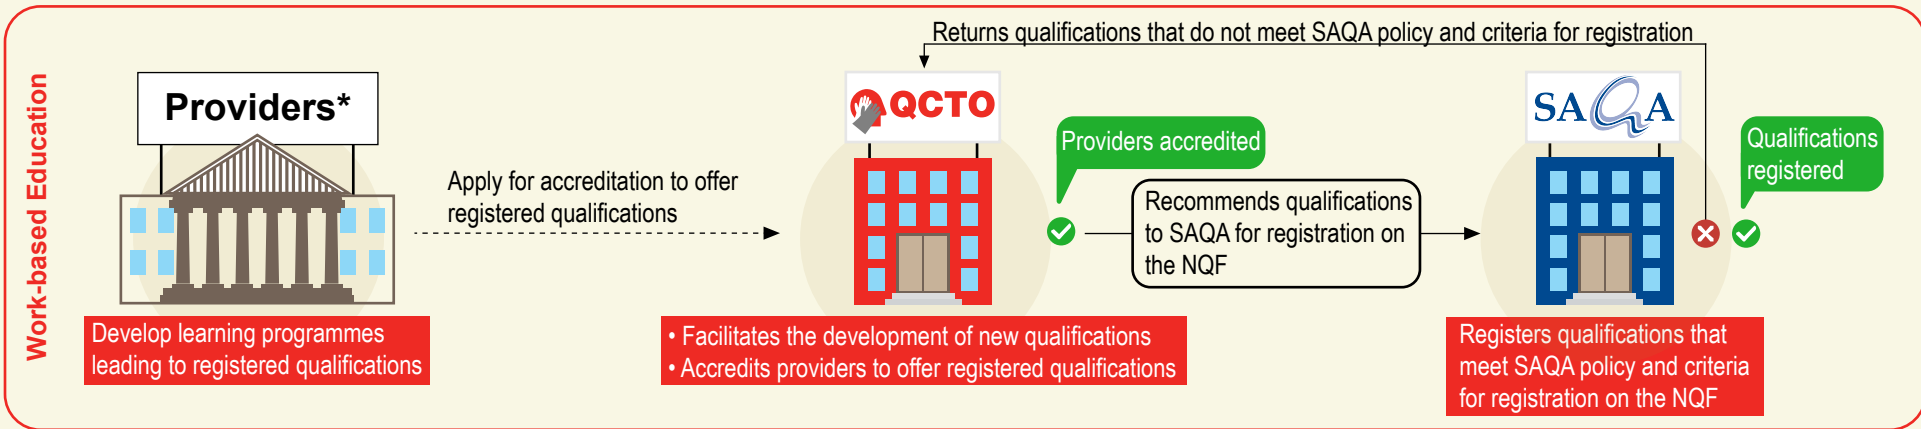 Work-based Education
Returns qualifications that do not meet SAQA policy and criteria for registration
Providers*
Apply for accreditation to offer
registered qualifications
Develop learning programmes
leading to registered qualifications
QCTO
Providers accredited
• Facilitates the development of new qualifications
• Accredits providers to offer registered qualifications
Recommends qualifications
to SAQA for registration on
the NQF
SAQA
Qualifications
registered
Registers qualifications that
meet SAQA policy and criteria
for registration on the NQF